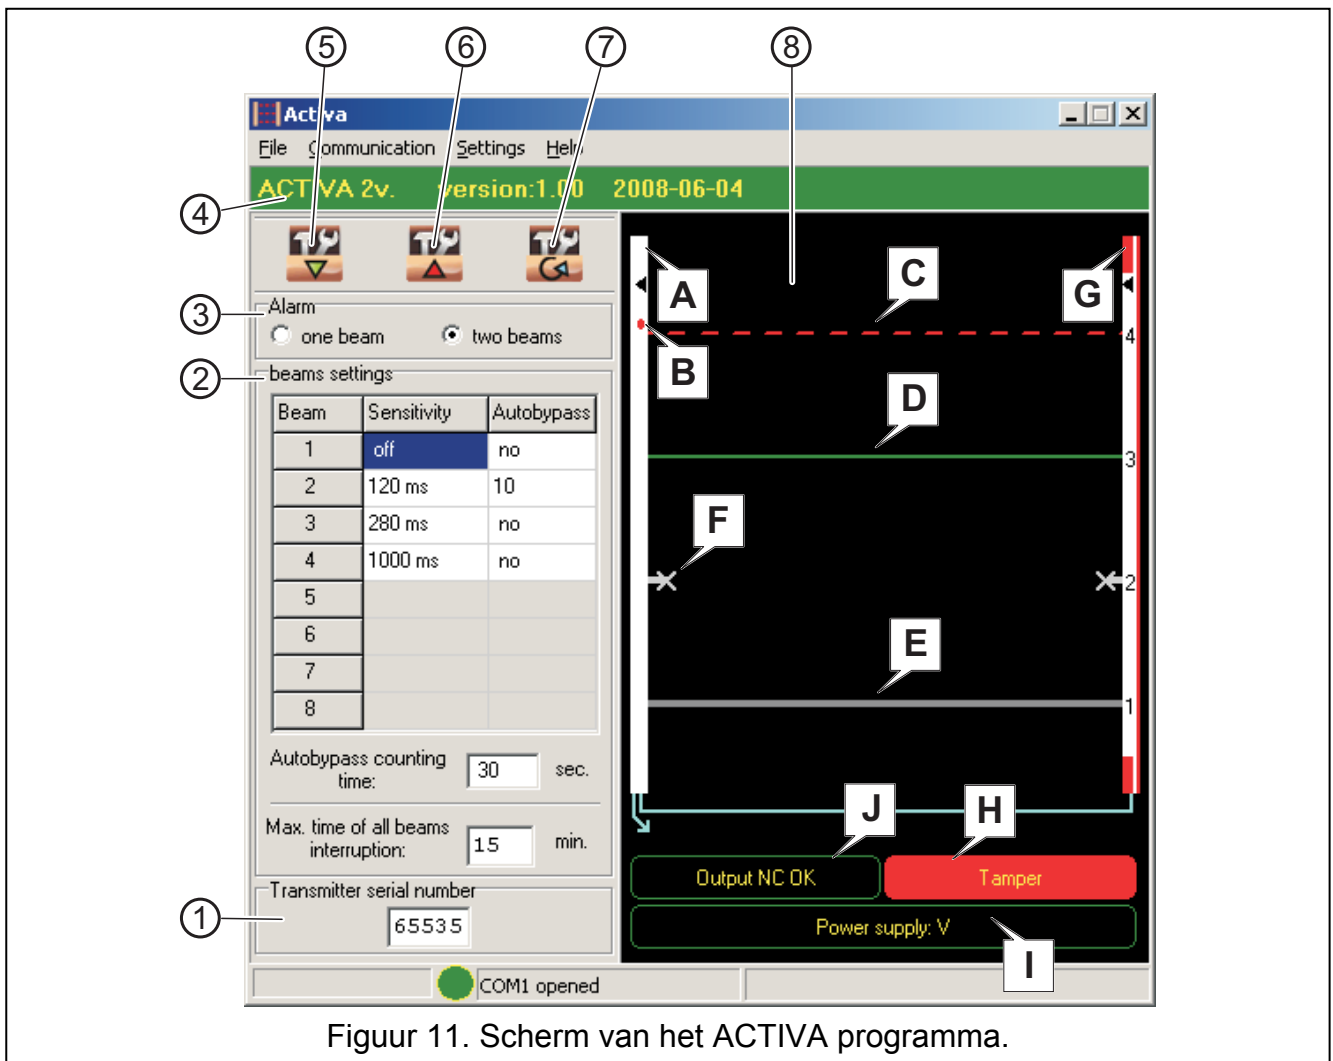 5 6 7 8
Activa
File Communication Settings Help
ACTIVA 2v. version:1.00 2008-06-04
4
A
C
G
3
Alarm
one beam two beams
B
4
2
beams settings
D
Beam Sensitivity Autobypass
1 off no
3
2 120 ms 10
3 280 ms no
F
4 1000 ms no
2
5
6
E
7
8
1
Autobypass counting
time: 30 sec.
Max. time of all beams
interruption: 15 min.
J
H
Output NC OK Tamper
Transmitter serial number
1
65535
Power supply: V
I
COM1 opened
Figuur 11. Scherm van het ACTIVA programma.